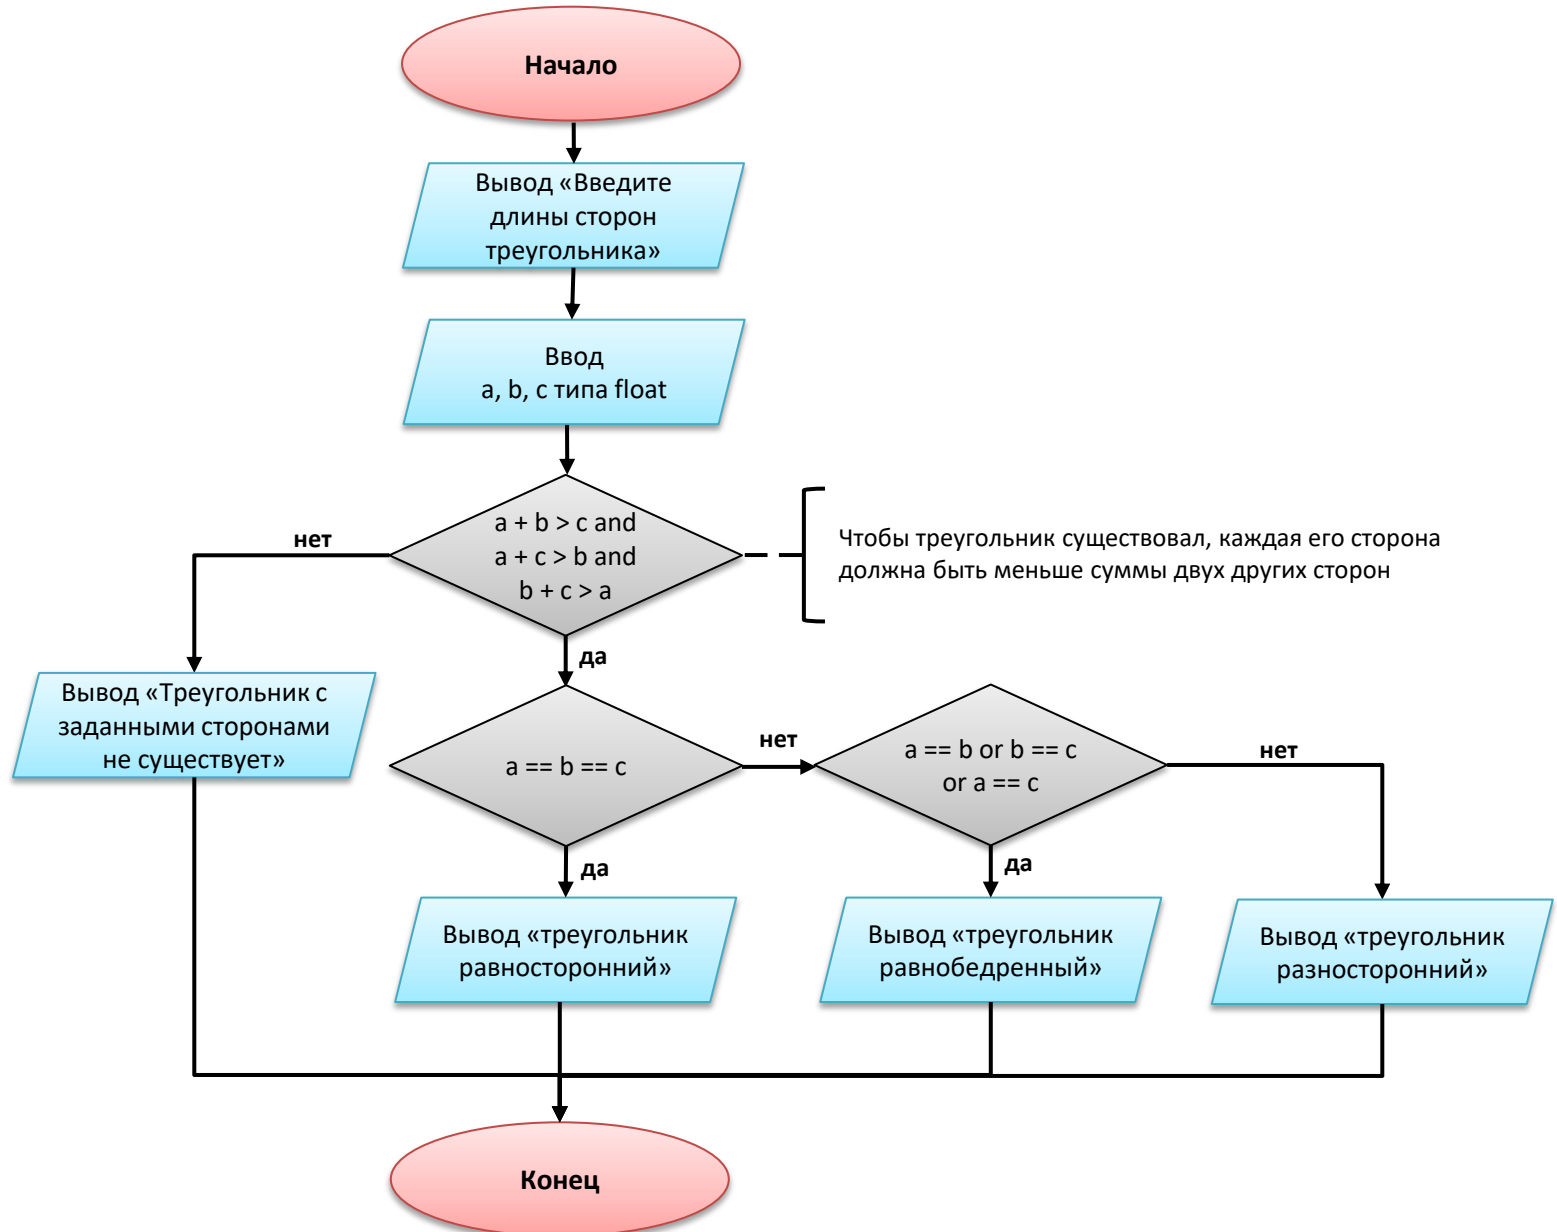 Начало
Вывод «Введите
длины сторон
треугольника»
Ввод
a, b, c типа float
a + b > c and
a + c > b and
b + c > a
нет
Чтобы треугольник существовал, каждая его сторона
должна быть меньше суммы двух других сторон
да
Вывод «Треугольник с
заданными сторонами
не существует»
a == b == c
нет
a == b or b == c
or a == c
нет
да
да
Вывод «треугольник
равносторонний»
Вывод «треугольник
равнобедренный»
Вывод «треугольник
разносторонний»
Конец